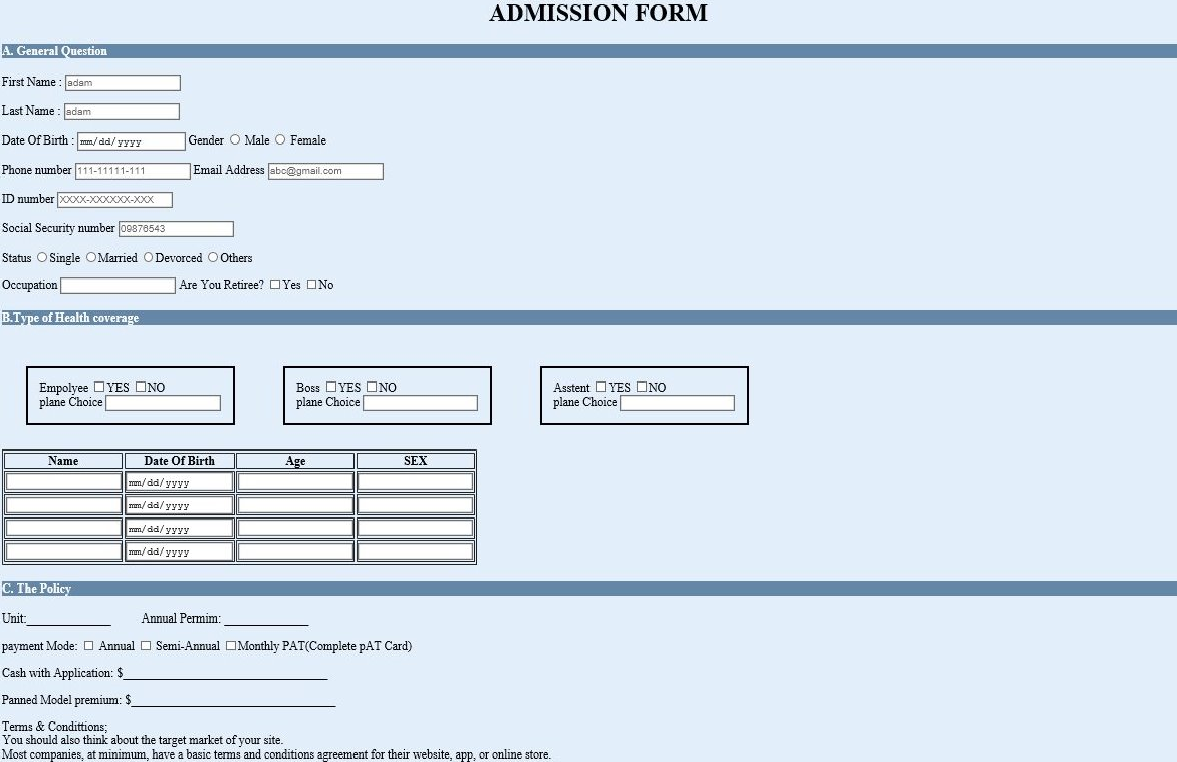 ADMISSION FORM
A. General Question
First Name : adam
Last Name : adam
Date Of Birth : mm/dd/yyyy Gender Male Female
Phone number 111-11111-111 Email Address abc@gmail.com
ID number XXXX-XXXXXX-XXX
Social Security number 09876543
Status Single Married Devorced Others
Occupation Are You Retiree? Yes No
B.Type of Health coverage
Empolyee YES NO
plane Choice
Boss YES NO
plane Choice
Asstent YES NO
plane Choice
Name Date Of Birth Age SEX
mm/dd/yyyy
mm/dd/yyyy
mm/dd/yyyy
mm/dd/yyyy
C. The Policy
Unit:______________ Annual Permim: ______________
payment Mode: Annual Semi-Annual Monthly PAT(Complete pAT Card)
Cash with Application: $__________________________________
Panned Model premium: $__________________________________
Terms & Condittions;
You should also think about the target market of your site.
Most companies, at minimum, have a basic terms and conditions agreement for their website, app, or online store.